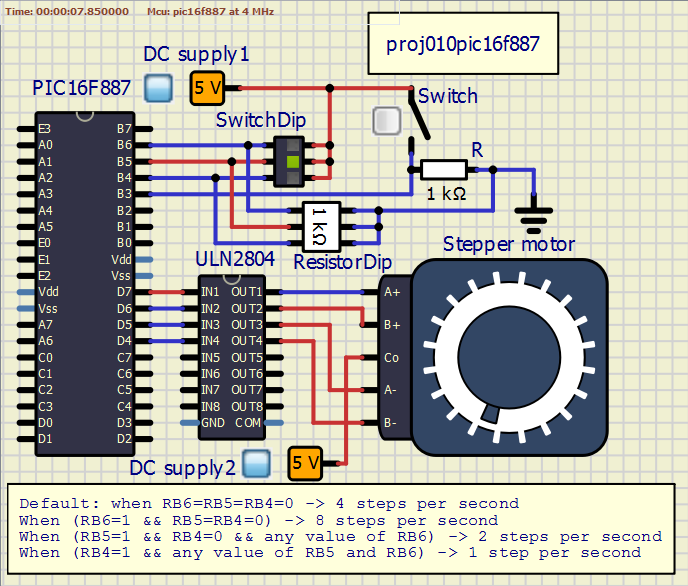 Time: 00:00:07.850000 Mcu: pic16f887 at 4 MHz
proj010pic16f887
DC supply1
5 V
PIC16F887
Switch
SwitchDip
R
1 kΩ
1 kΩ
ResistorDip
E3 B7
A0 B6
A1 B5
A2 B4
A3 B3
A4 B2
A5 B1
E0 B0
E1 Vdd
E2 Vss
Vdd D7
Vss D6
A7 D5
A6 D4
C0 C7
C1 C6
C2 C5
C3 C4
D0 D3
D1 D2
ULN2804
IN1 OUT1
IN2 OUT2
IN3 OUT3
IN4 OUT4
IN5 OUT5
IN6 OUT6
IN7 OUT7
IN8 OUT8
GND COM
Stepper motor
A+
B+
Co
A-
B-
DC supply2
5 V
Default: when RB6=RB5=RB4=0 -> 4 steps per second
When (RB6=1 && RB5=RB4=0) -> 8 steps per second
When (RB5=1 && RB4=0 && any value of RB6) -> 2 steps per second
When (RB4=1 && any value of RB5 and RB6) -> 1 step per second